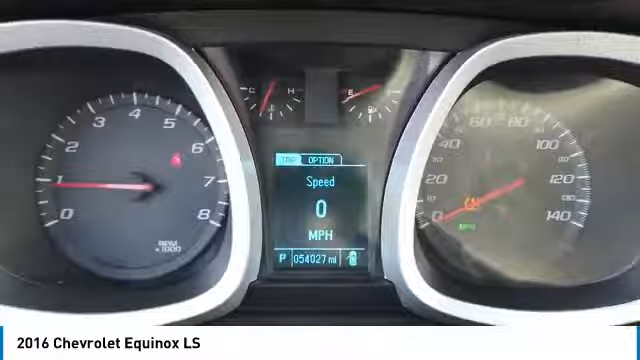 0 1 2 3 4 5 6 7 8
RPM
x1000
C H
E
TRIP OPTION
Speed
0
MPH
P 054027 mi
0 20 40 60 80 100 120 140
MPH
2016 Chevrolet Equinox LS